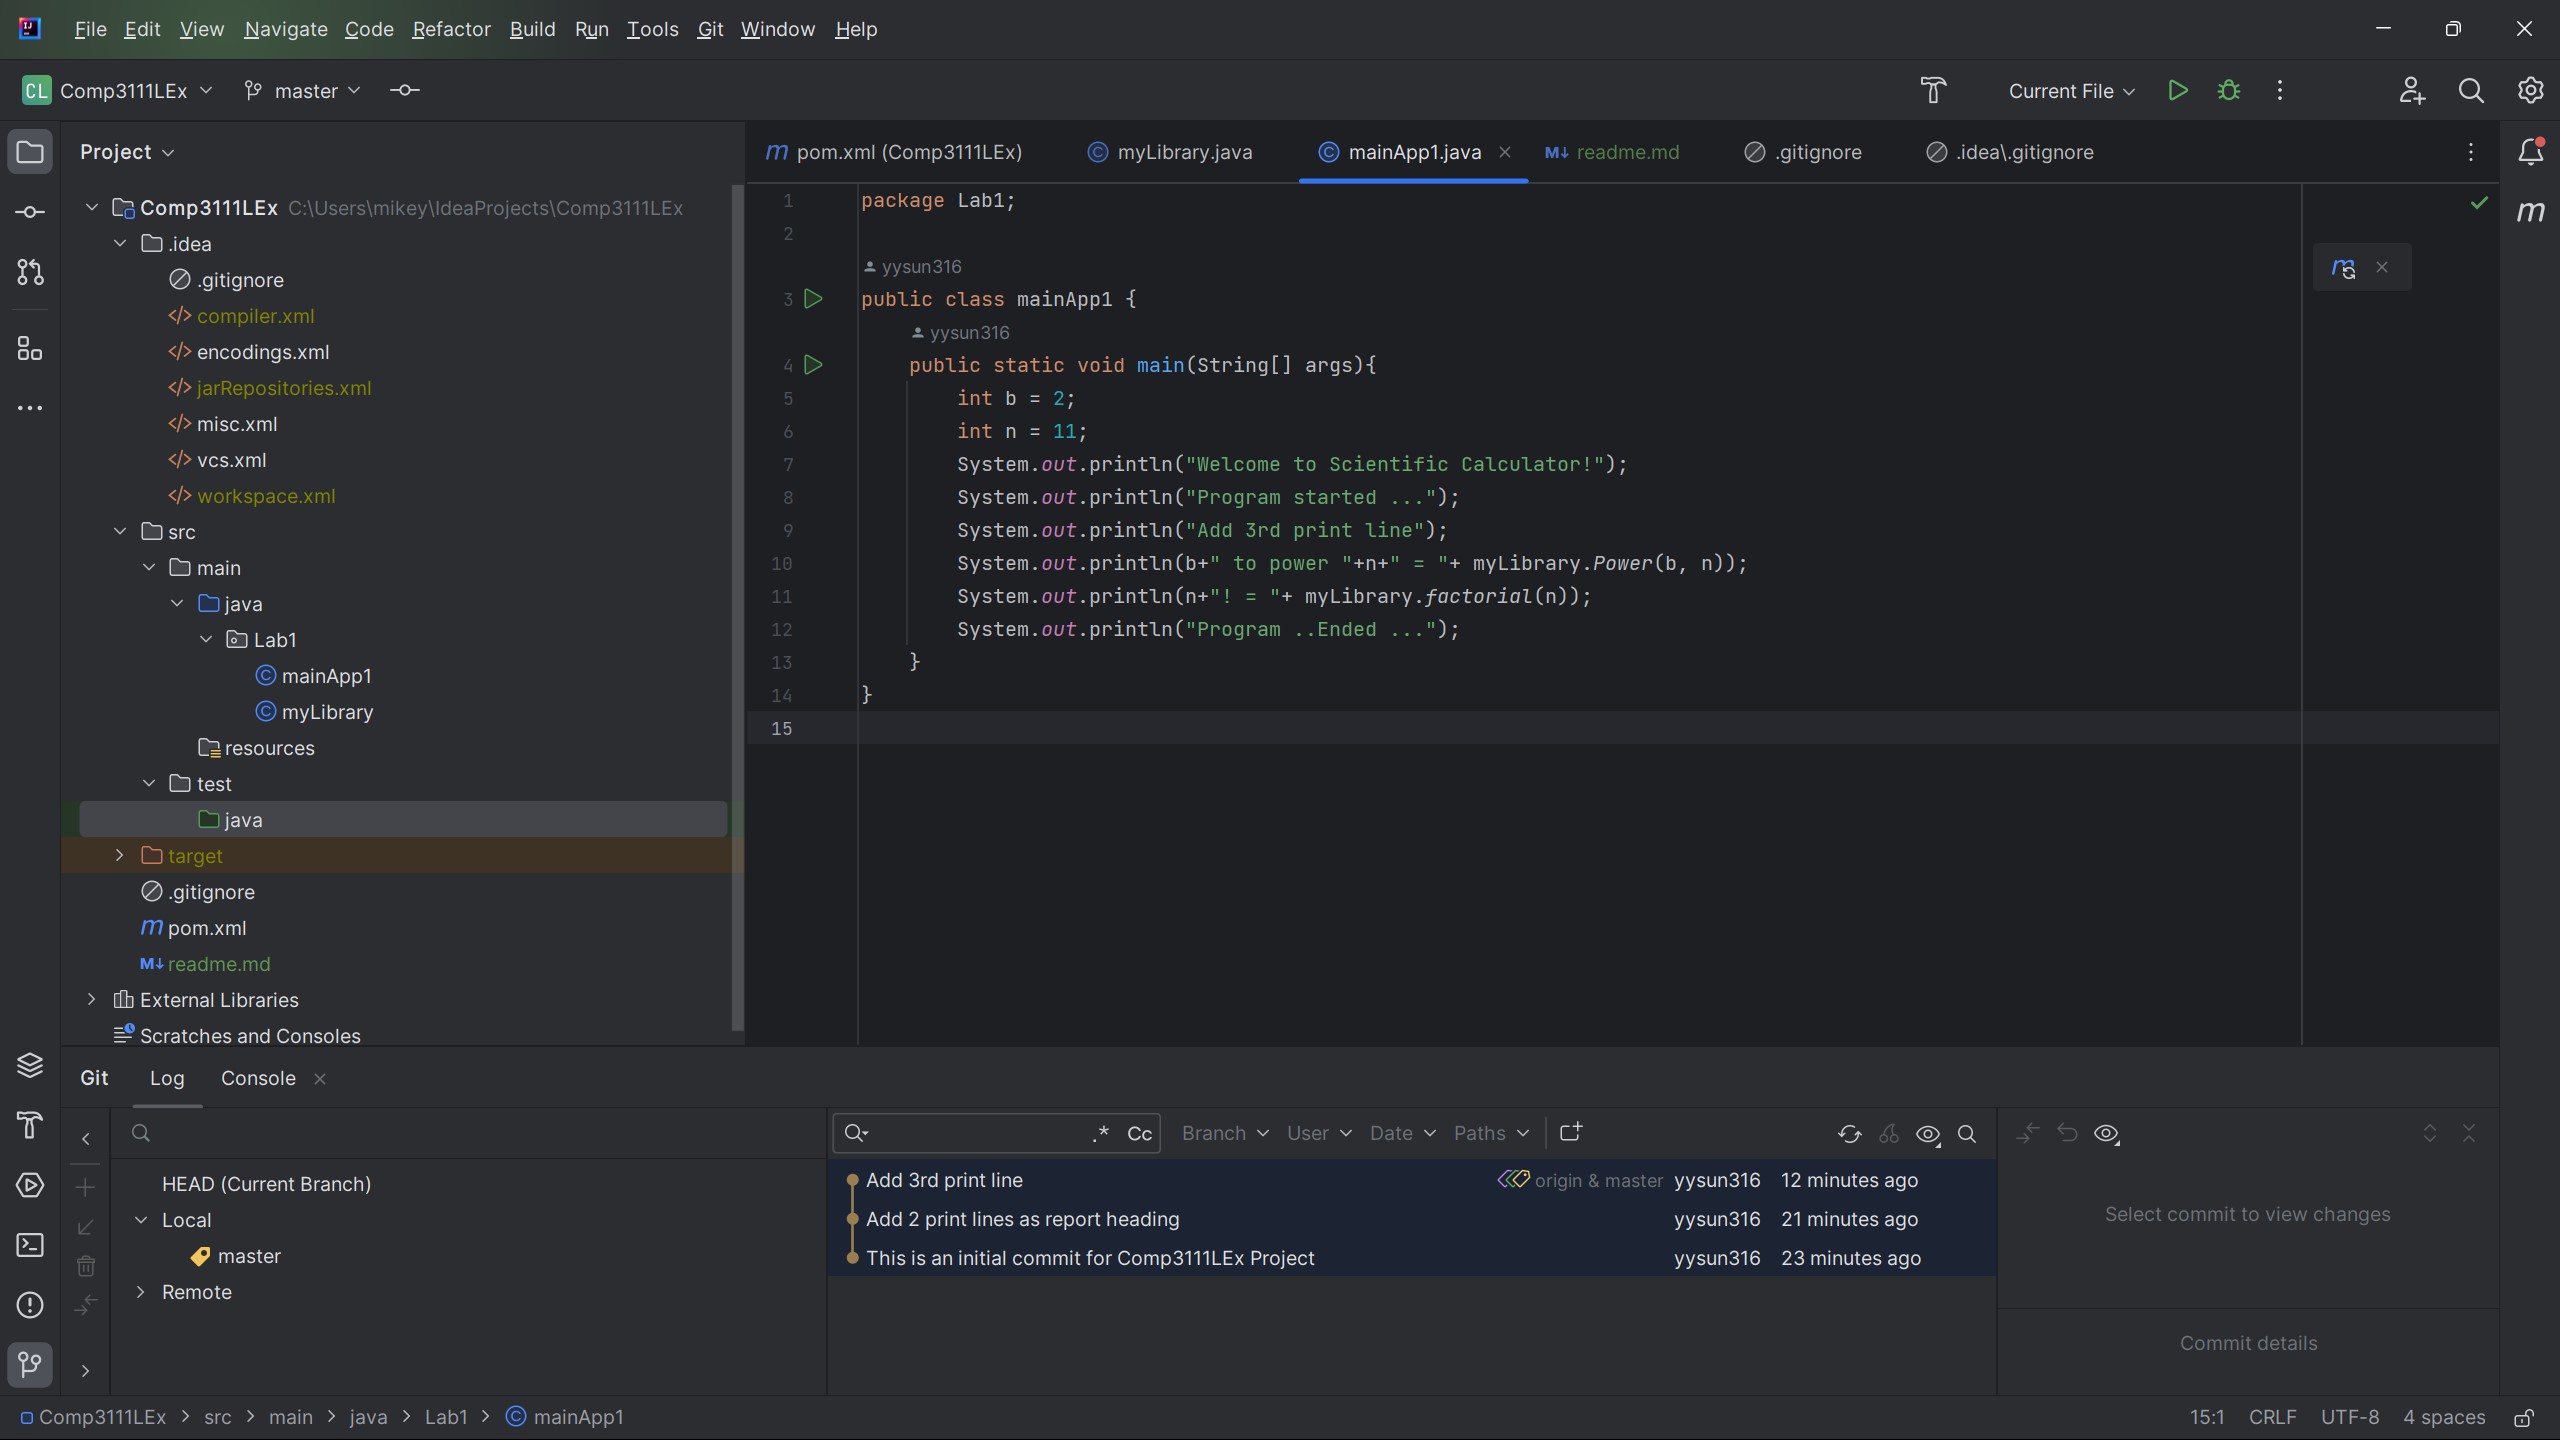 File Edit View Navigate Code Refactor Build Run Tools Git Window Help
CL Comp3111LEx master Current File
Project
pom.xml (Comp3111LEx) myLibrary.java mainApp1.java readme.md .gitignore .idea\.gitignore
Comp3111LEx C:\Users\mikey\IdeaProjects\Comp3111LEx
.idea
.gitignore
compiler.xml
encodings.xml
jarRepositories.xml
misc.xml
vcs.xml
workspace.xml
src
main
java
Lab1
mainApp1
myLibrary
resources
test
java
target
.gitignore
pom.xml
readme.md
External Libraries
Scratches and Consoles
1 package Lab1;
2
yysun316
3 public class mainApp1 {
yysun316
4 public static void main(String[] args){
5 int b = 2;
6 int n = 11;
7 System.out.println("Welcome to Scientific Calculator!");
8 System.out.println("Program started ...");
9 System.out.println("Add 3rd print line");
10 System.out.println(b+" to power "+n+" = "+ myLibrary.Power(b, n));
11 System.out.println(n+"! = "+ myLibrary.factorial(n));
12 System.out.println("Program ..Ended ...");
13 }
14 }
15
Git Log Console
.* Cc Branch User Date Paths
HEAD (Current Branch)
Local
master
Remote
Add 3rd print line origin & master yysun316 12 minutes ago
Add 2 print lines as report heading yysun316 21 minutes ago
This is an initial commit for Comp3111LEx Project yysun316 23 minutes ago
Select commit to view changes
Commit details
Comp3111LEx > src > main > java > Lab1 > mainApp1 15:1 CRLF UTF-8 4 spaces